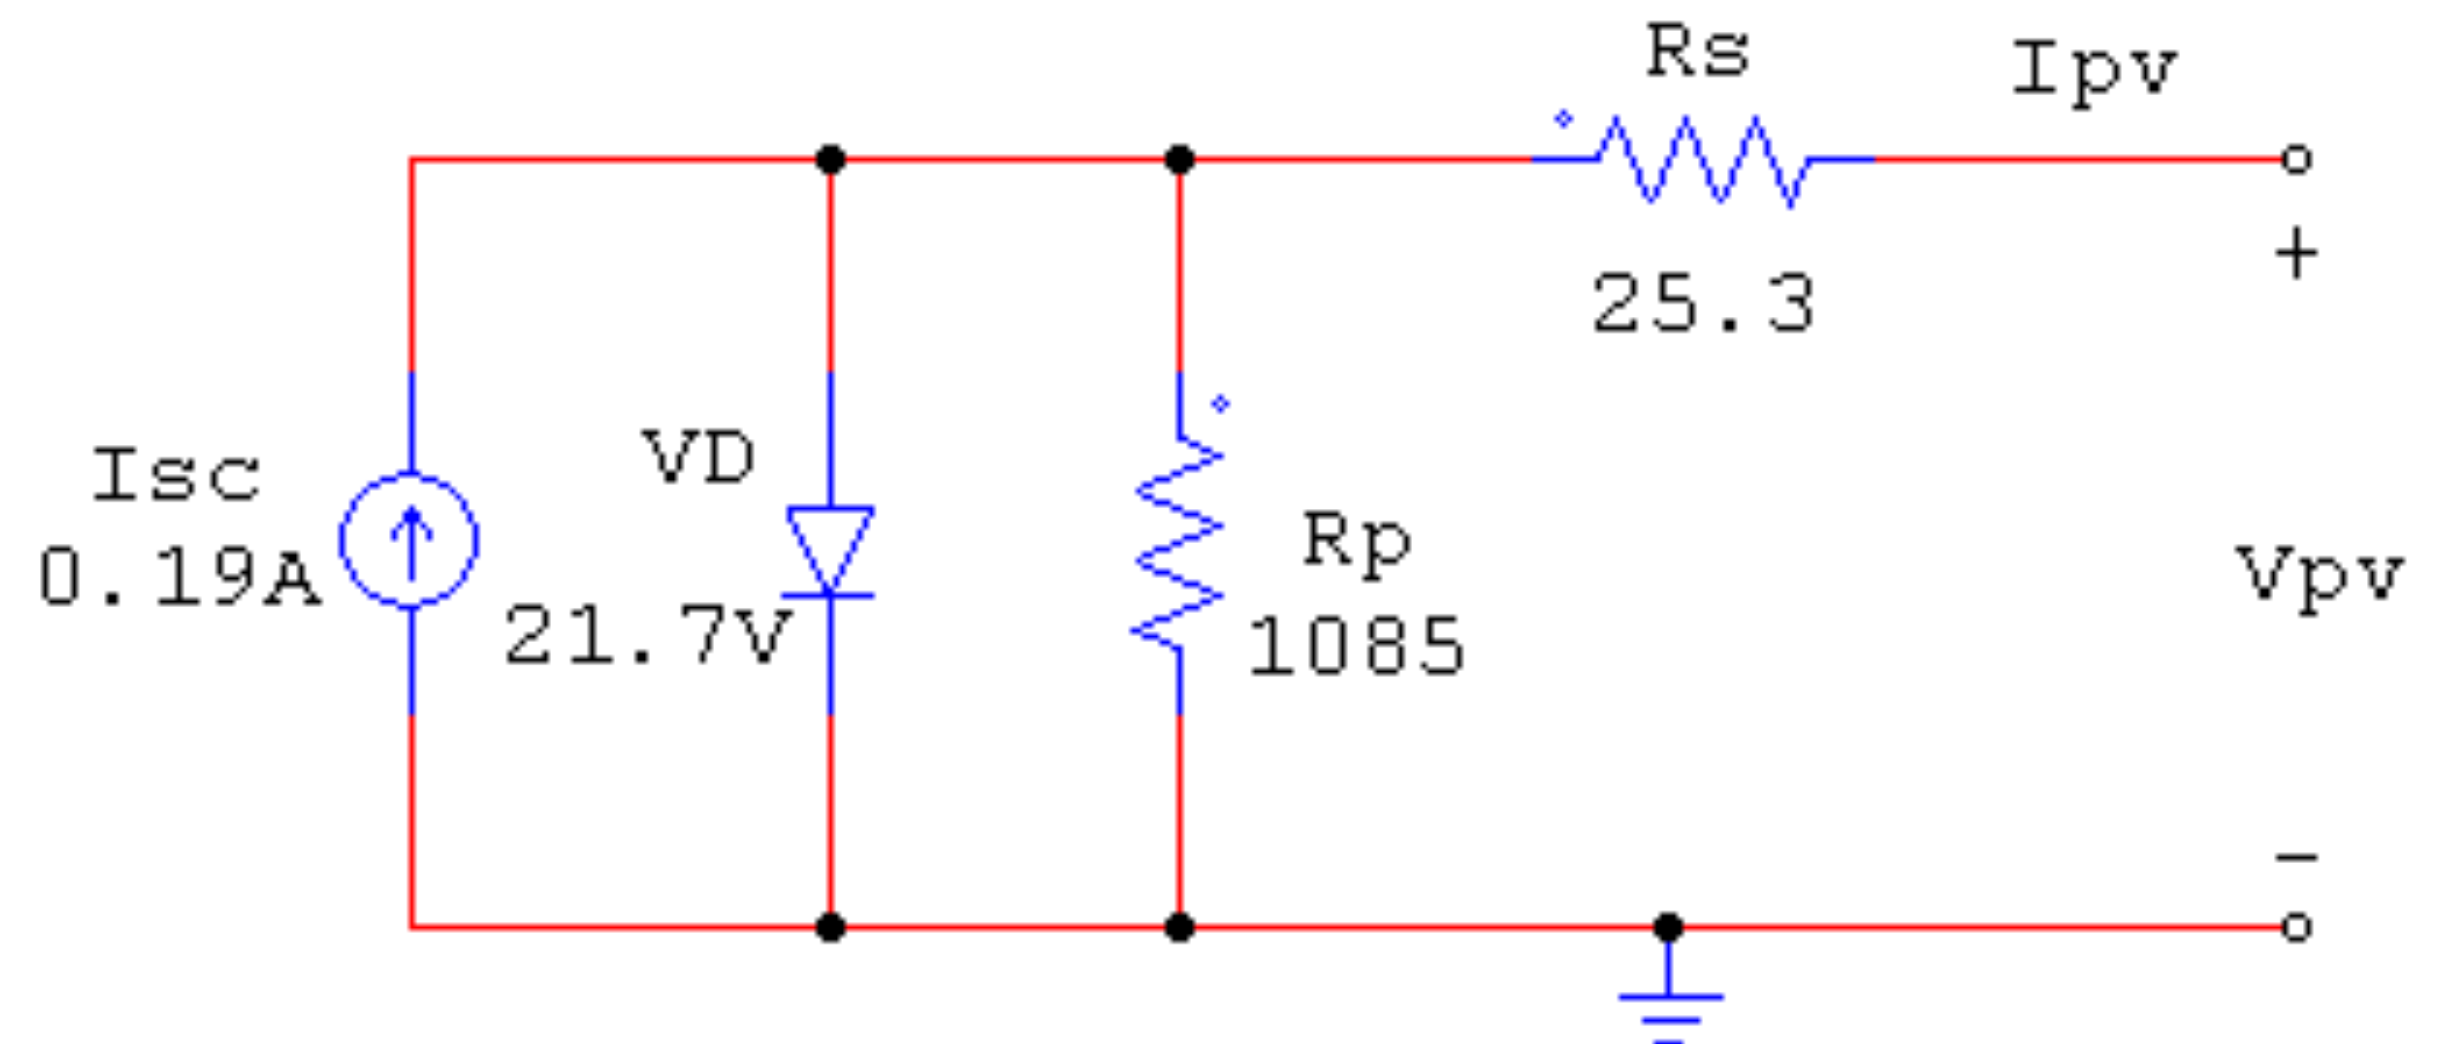 Rs
Ipv
+
25.3
VD
Isc
0.19A
21.7V
Rp
1085
Vpv
−